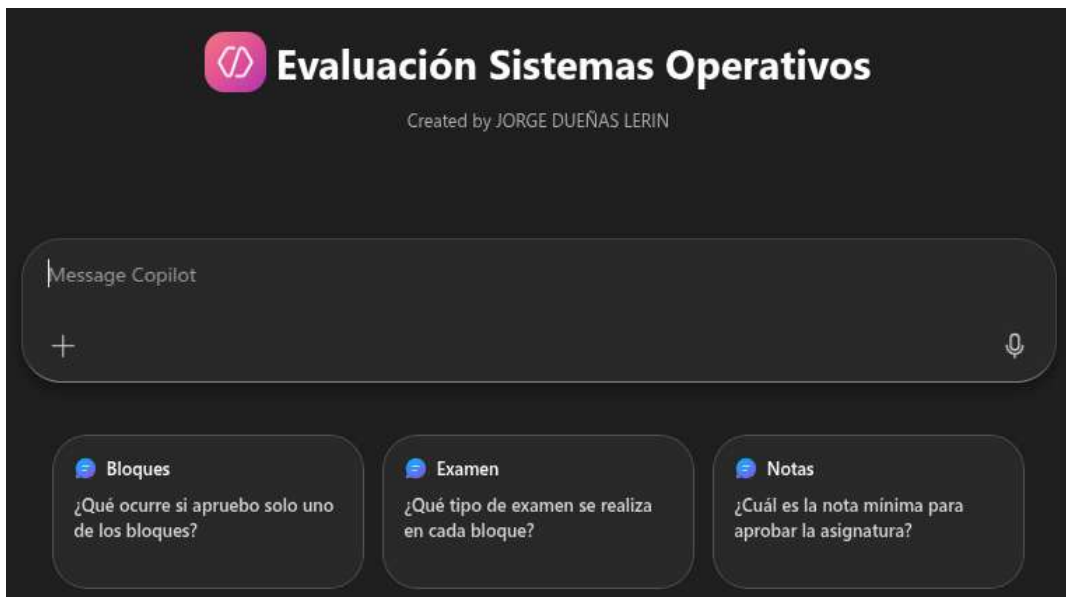 Evaluación Sistemas Operativos
Created by JORGE DUEÑAS LERIN
Message Copilot
Bloques
¿Qué ocurre si apruebo solo uno
de los bloques?
Examen
¿Qué tipo de examen se realiza
en cada bloque?
Notas
¿Cuál es la nota mínima para
aprobar la asignatura?